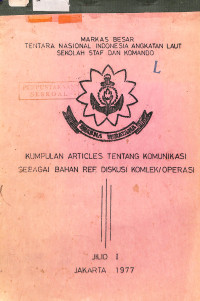 MARKAS BESAR
TENTARA NASIONAL INDONESIA ANGKATAN LAUT
SEKOLAH STAF DAN KOMANDO
L
KUMPULAN ARTICLES TENTANG KOMUNIKASI
SEBAGAI BAHAN REF DISKUSI KOMLEK/OPERASI
JILID I
JAKARTA 1977